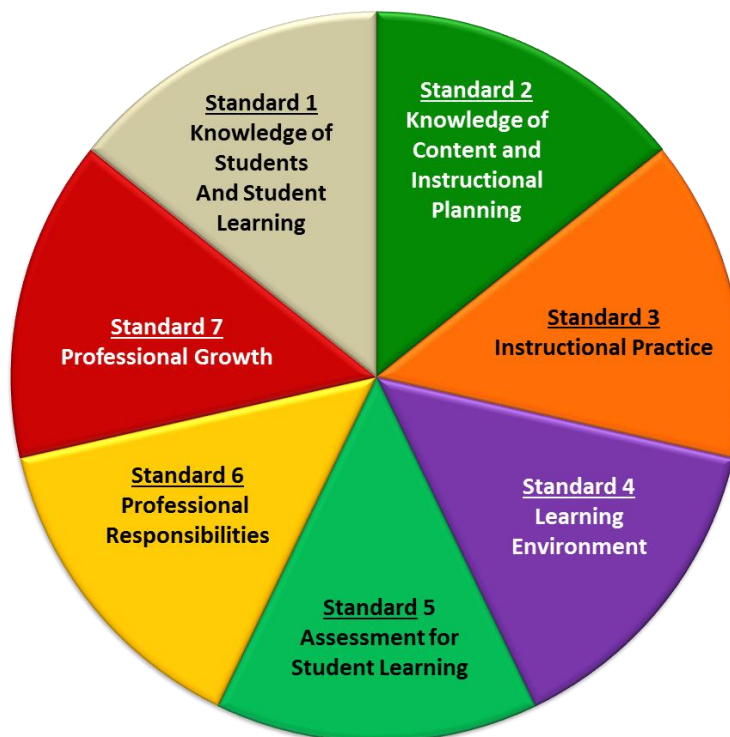 Standard 1
Knowledge of
Students
And Student
Learning
Standard 2
Knowledge of
Content and
Instructional
Planning
Standard 3
Instructional Practice
Standard 4
Learning
Environment
Standard 5
Assessment for
Student Learning
Standard 6
Professional
Responsibilities
Standard 7
Professional Growth